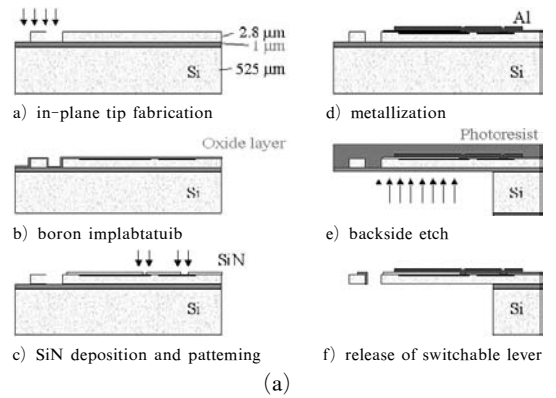 2.8 μm
1 μm
Si
525 μm
a) in-plane tip fabrication
Al
Si
d) metallization
Oxide layer
Si
b) boron implabtatuib
Photoresist
Si
e) backside etch
SiN
Si
c) SiN deposition and patteming
Si
f) release of switchable lever
(a)